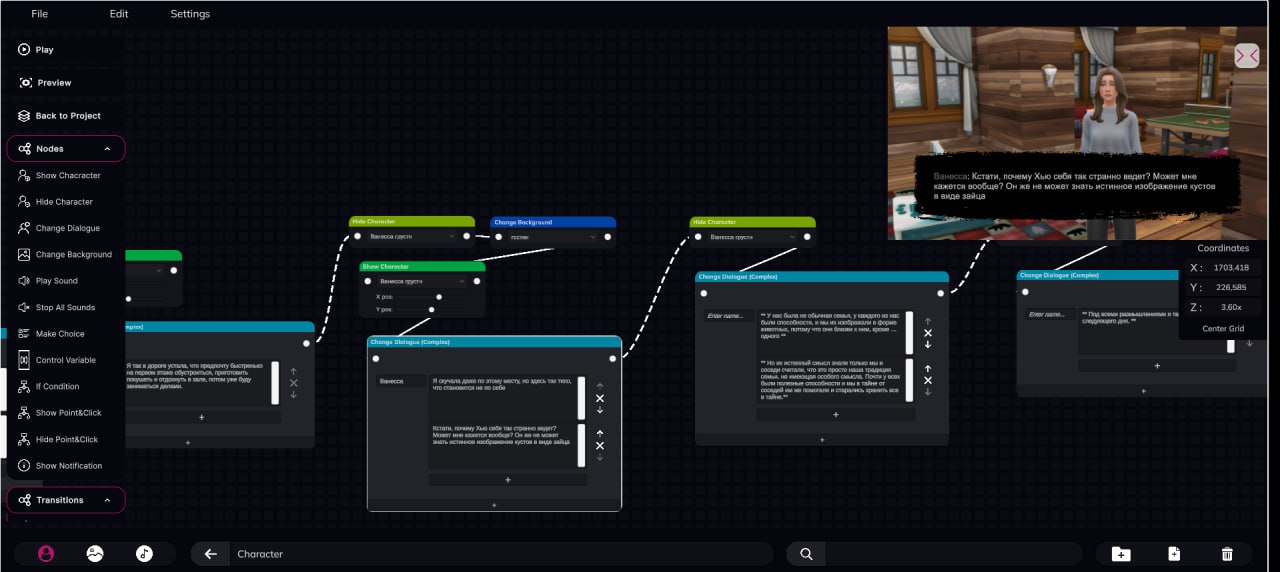 File
Edit
Settings
Play
Preview
Back to Project
Nodes
Show Chacracter
Hide Character
Change Dialogue
Change Background
Play Sound
Stop All Sounds
Make Choice
Control Variable
If Condition
Show Point&Click
Hide Point&Click
Show Notification
Transitions
mplex)
Я так в дороге устала, что предпочту быстренько
на первом этаже обустроиться, приготовить
покушать и отдохнуть в зале, потом уже буду
заниматься делами.
+
+
Hide Character
Ванесса грусти
Change Background
гостин
Show Character
Ванесса грусти
X pos:
Y pos:
Change Dialogue (Complex)
Ванесса
Я скучала даже по этому месту, но здесь так тихо,
что становится не по себе
Кстати, почему Хью себя так странно ведет?
Может мне кажется вообще? Он же не может
знать истинное изображение кустов в виде зайца
+
+
Hide Character
Ванесса грусти
Change Dialogue (Complex)
Enter name...
** У нас была не обычная семья, у каждого из нас
были способности, и мы их изображали в форме
животных, потому что они близки к ним, кроме ...
одного **
** Но их истинный смысл знали только мы и
соседи считали, что это просто наша традиция
семьи, не имеющая особого смысла. Почти у всех
были полезные способности и мы в тайне от
соседей им же помогали и старались хранить все
в тайне.**
+
+
Change Dialogue (Complex)
Enter name...
** Под всеми размышлениями и та
следующего дня. **
+
+
Ванесса: Кстати, почему Хью себя так странно ведет? Может мне
кажется вообще? Он же не может знать истинное изображение кустов
в виде зайца
Coordinates
X : 1703,418
Y : 226,585
Z : 3,60x
Center Grid
Character